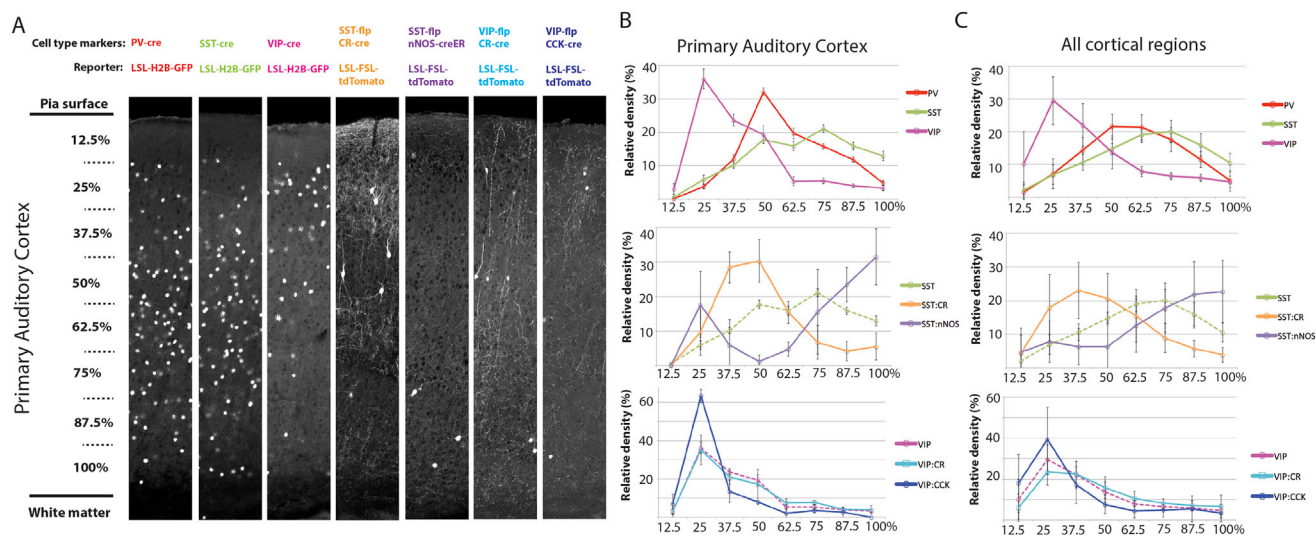 A
Cell type markers:
PV-cre
SST-cre
VIP-cre
SST-flp
CR-cre
SST-flp
nNOS-creER
VIP-flp
CR-cre
VIP-flp
CCK-cre
Reporter:
LSL-H2B-GFP
LSL-H2B-GFP
LSL-H2B-GFP
LSL-FSL-
tdTomato
LSL-FSL-
tdTomato
LSL-FSL-
tdTomato
LSL-FSL-
tdTomato
Primary Auditory Cortex
Pia surface
12.5%
25%
37.5%
50%
62.5%
75%
87.5%
100%
White matter
B
Primary Auditory Cortex
Relative density (%)
40
30
20
10
12.5 25 37.5 50 62.5 75 87.5 100%
PV
SST
VIP
Relative density (%)
40
30
20
10
12.5 25 37.5 50 62.5 75 87.5 100%
SST
SST:CR
SST:nNOS
Relative density (%)
60
40
20
12.5 25 37.5 50 62.5 75 87.5 100%
VIP
VIP:CR
VIP:CCK
C
All cortical regions
Relative density (%)
40
30
20
10
12.5 25 37.5 50 62.5 75 87.5 100%
PV
SST
VIP
Relative density (%)
40
30
20
10
12.5 25 37.5 50 62.5 75 87.5 100%
SST
SST:CR
SST:nNOS
Relative density (%)
60
40
20
12.5 25 37.5 50 62.5 75 87.5 100%
VIP
VIP:CR
VIP:CCK